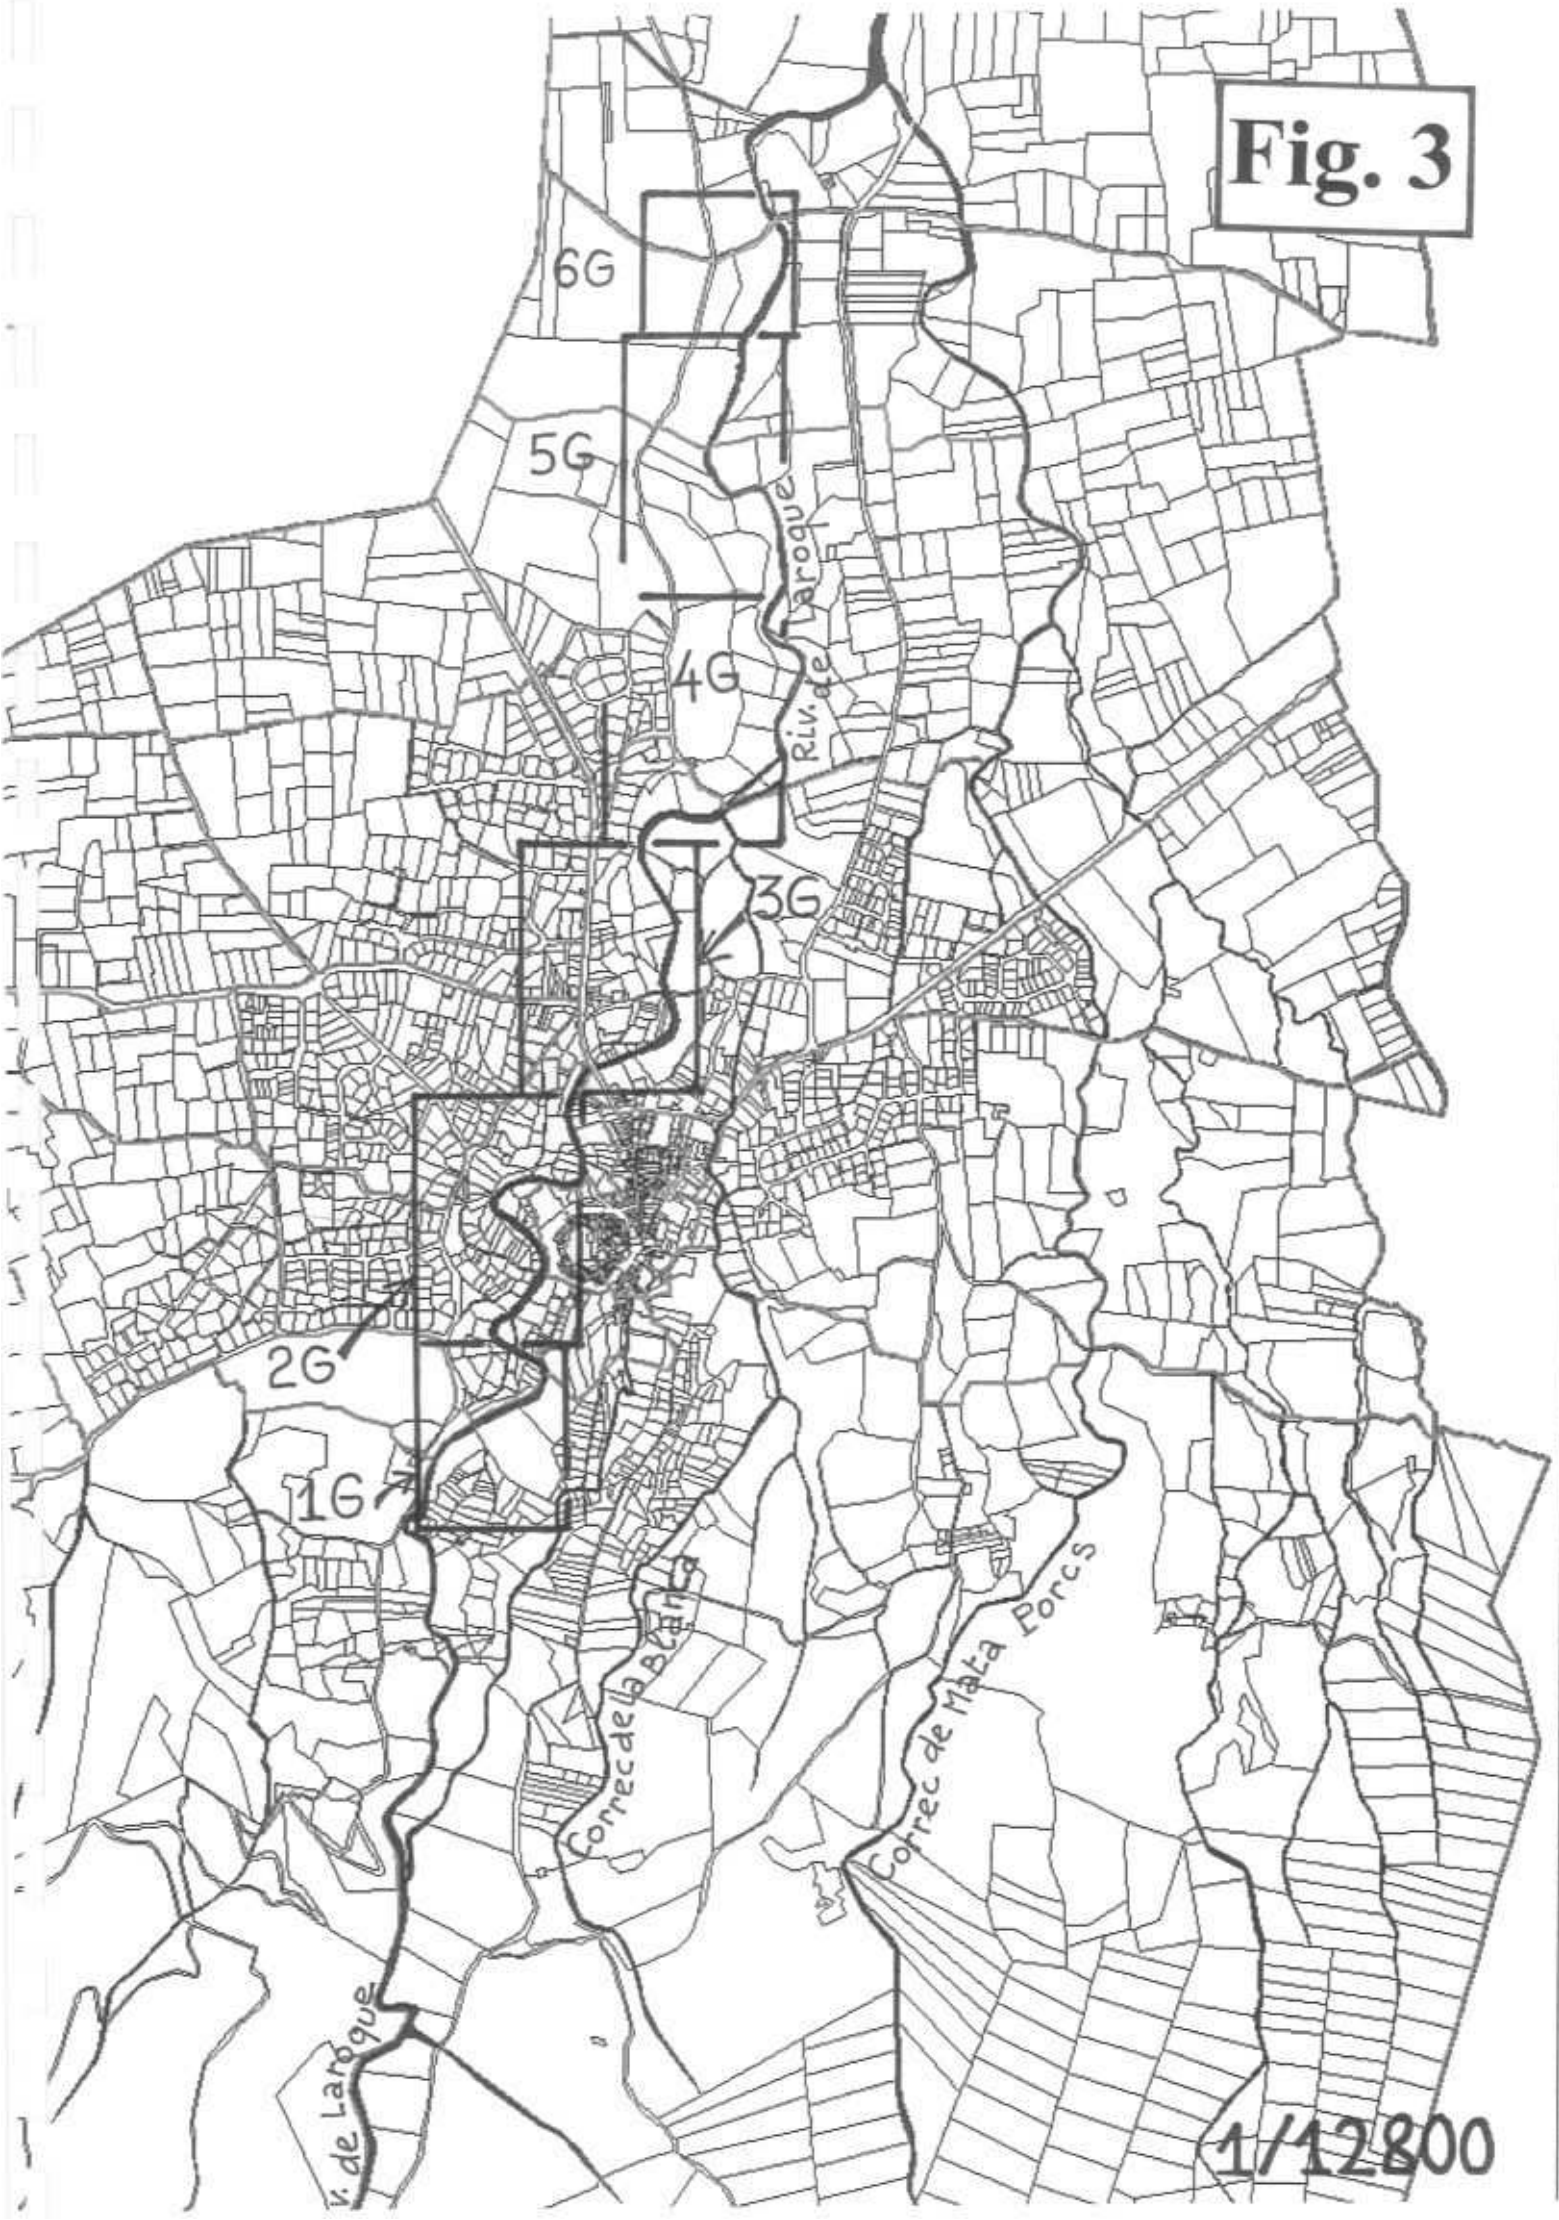 Fig. 3
6G
5G
Laroque
Riv. de
4G
3G
2G
1G
Correc de la Blanca
Correc de Mata Porcs
v. de Laroque
1/12800